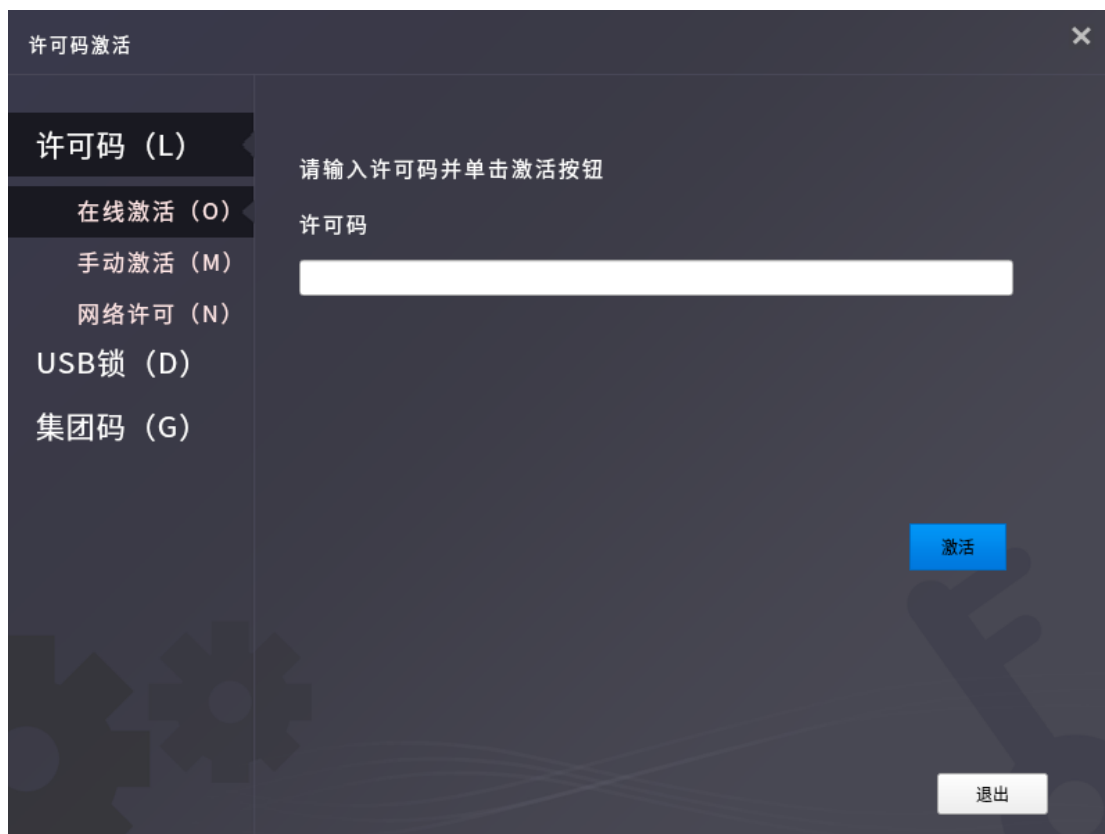 许可码激活
许可码（L）
在线激活（O）
手动激活（M）
网络许可（N）
USB锁（D）
集团码（G）
请输入许可码并单击激活按钮
许可码
激活
退出